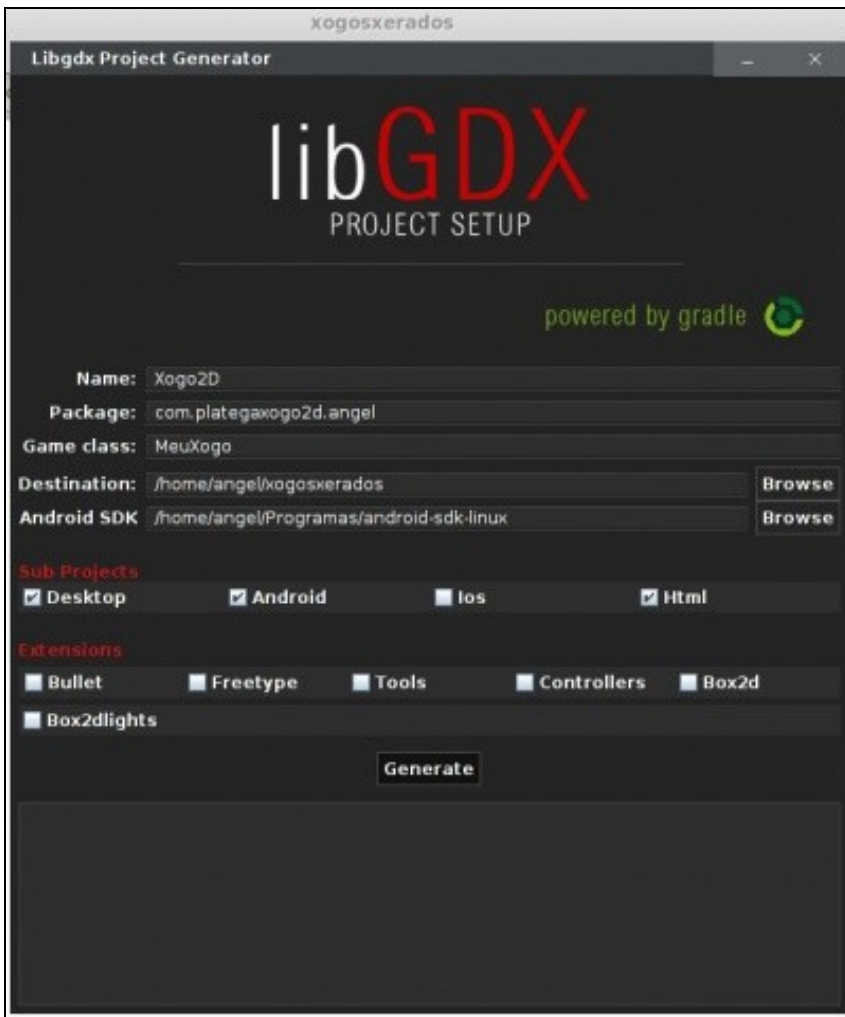 xogosxerados
Libgdx Project Generator
libGDX
PROJECT SETUP
powered by gradle
Name: Xogo2D
Package: com.plategaxogo2d.angel
Game class: MeuXogo
Destination: /home/angel/xogosxerados Browse
Android SDK /home/angel/Programas/android-sdk-linux Browse
Sub Projects
Desktop Android Ios Html
Extensions
Bullet Freetype Tools Controllers Box2d
Box2dlights
Generate